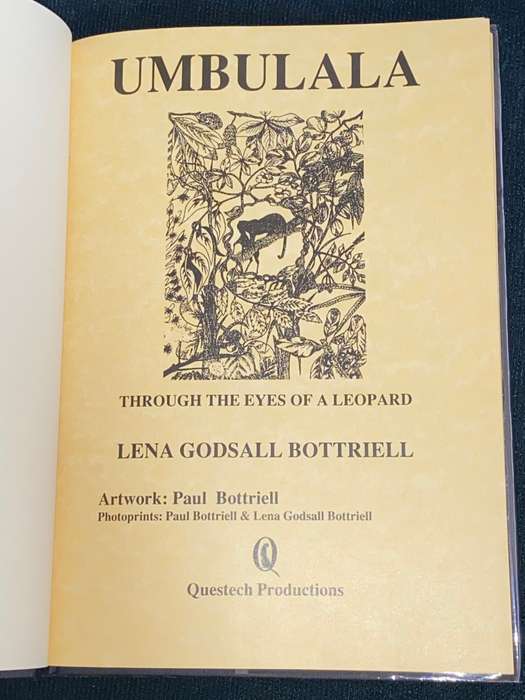 UMBULALA
THROUGH THE EYES OF A LEOPARD
LENA GODSALL BOTTRIELL
Artwork: Paul Bottriell
Photoprints: Paul Bottriell & Lena Godsall Bottriell
Q
Questech Productions